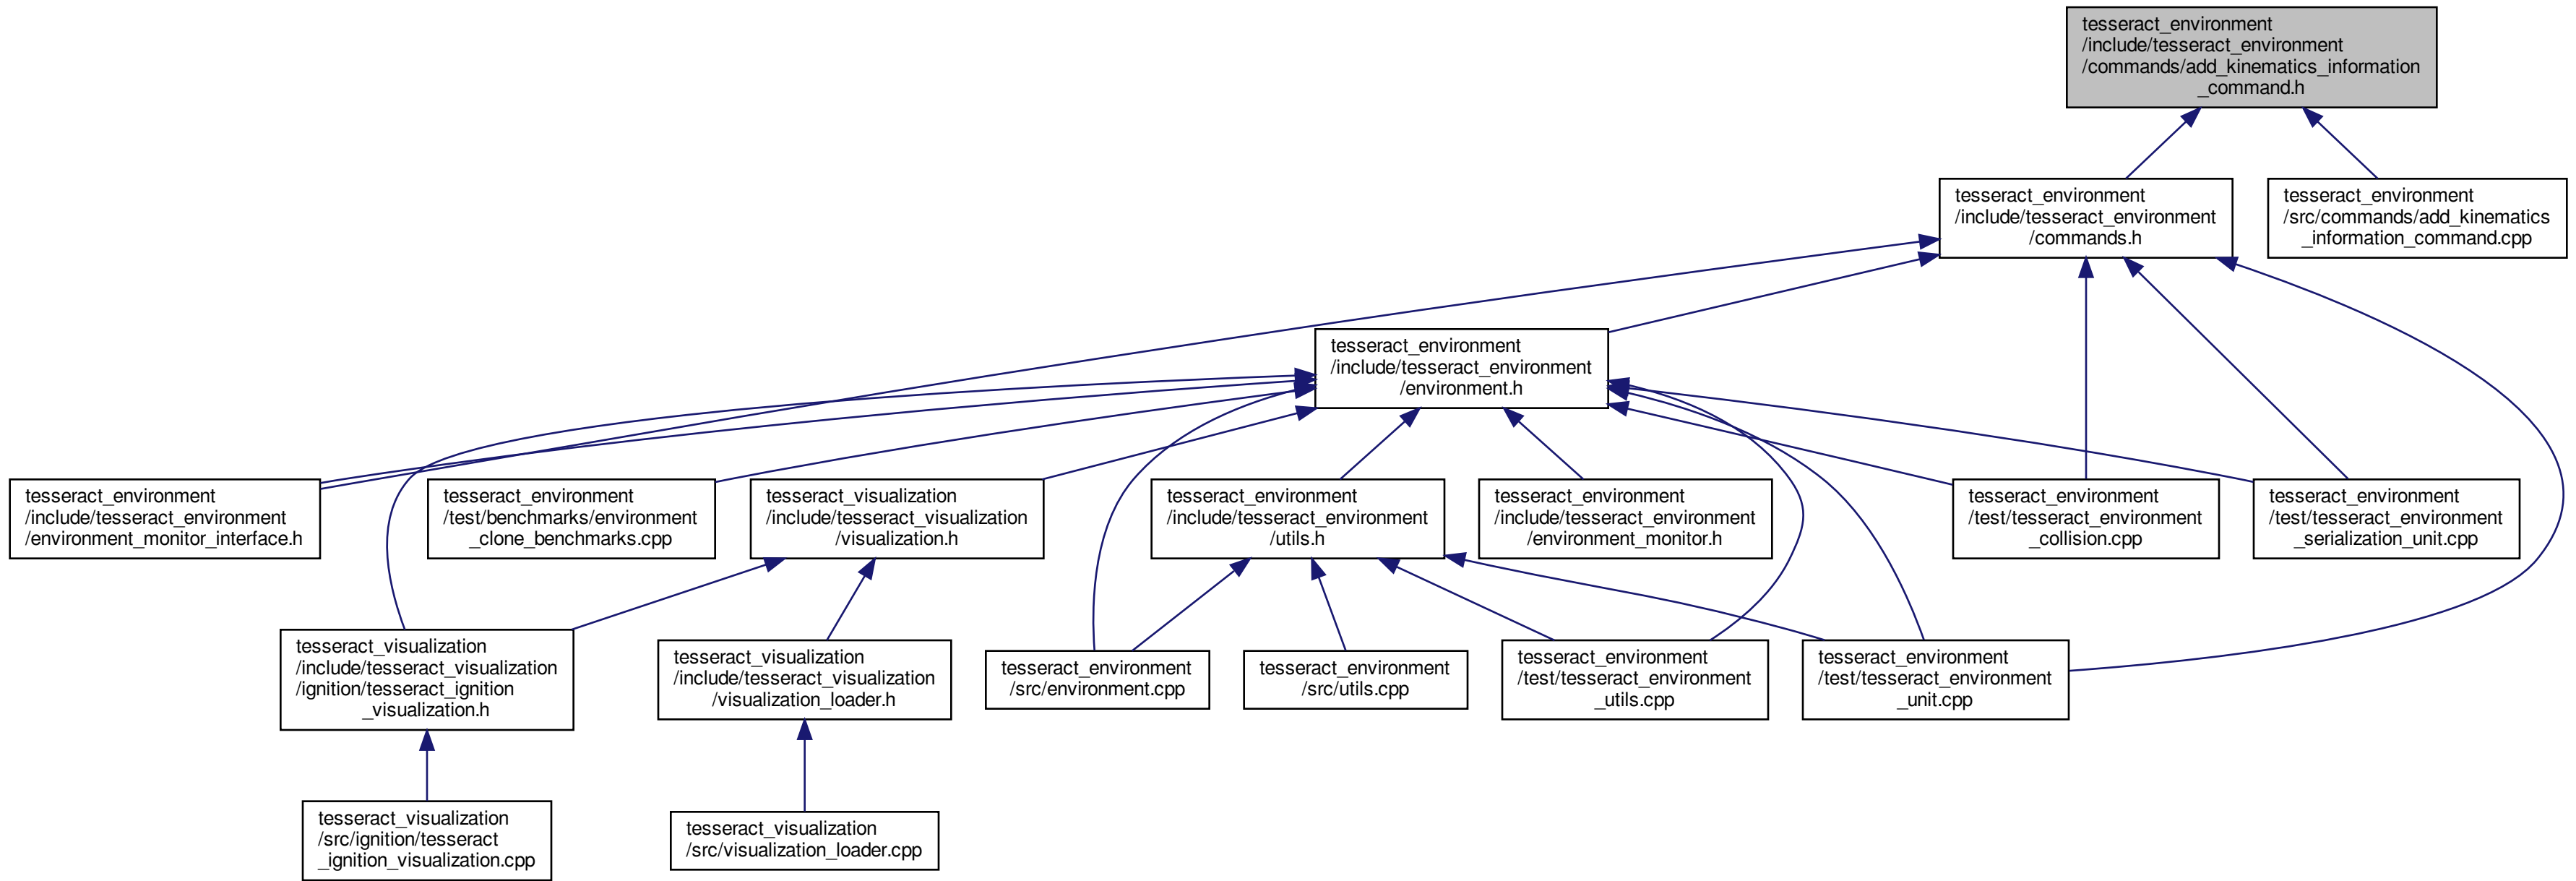 tesseract_environment
/include/tesseract_environment
/commands/add_kinematics_information
_command.h
tesseract_environment
/include/tesseract_environment
/commands.h
tesseract_environment
/src/commands/add_kinematics
_information_command.cpp
tesseract_environment
/include/tesseract_environment
/environment.h
tesseract_environment
/include/tesseract_environment
/environment_monitor_interface.h
tesseract_environment
/test/benchmarks/environment
_clone_benchmarks.cpp
tesseract_visualization
/include/tesseract_visualization
/visualization.h
tesseract_environment
/include/tesseract_environment
/utils.h
tesseract_environment
/include/tesseract_environment
/environment_monitor.h
tesseract_environment
/test/tesseract_environment
_collision.cpp
tesseract_environment
/test/tesseract_environment
_serialization_unit.cpp
tesseract_visualization
/include/tesseract_visualization
/ignition/tesseract_ignition
_visualization.h
tesseract_visualization
/include/tesseract_visualization
/visualization_loader.h
tesseract_environment
/src/environment.cpp
tesseract_environment
/src/utils.cpp
tesseract_environment
/test/tesseract_environment
_utils.cpp
tesseract_environment
/test/tesseract_environment
_unit.cpp
tesseract_visualization
/src/ignition/tesseract
_ignition_visualization.cpp
tesseract_visualization
/src/visualization_loader.cpp